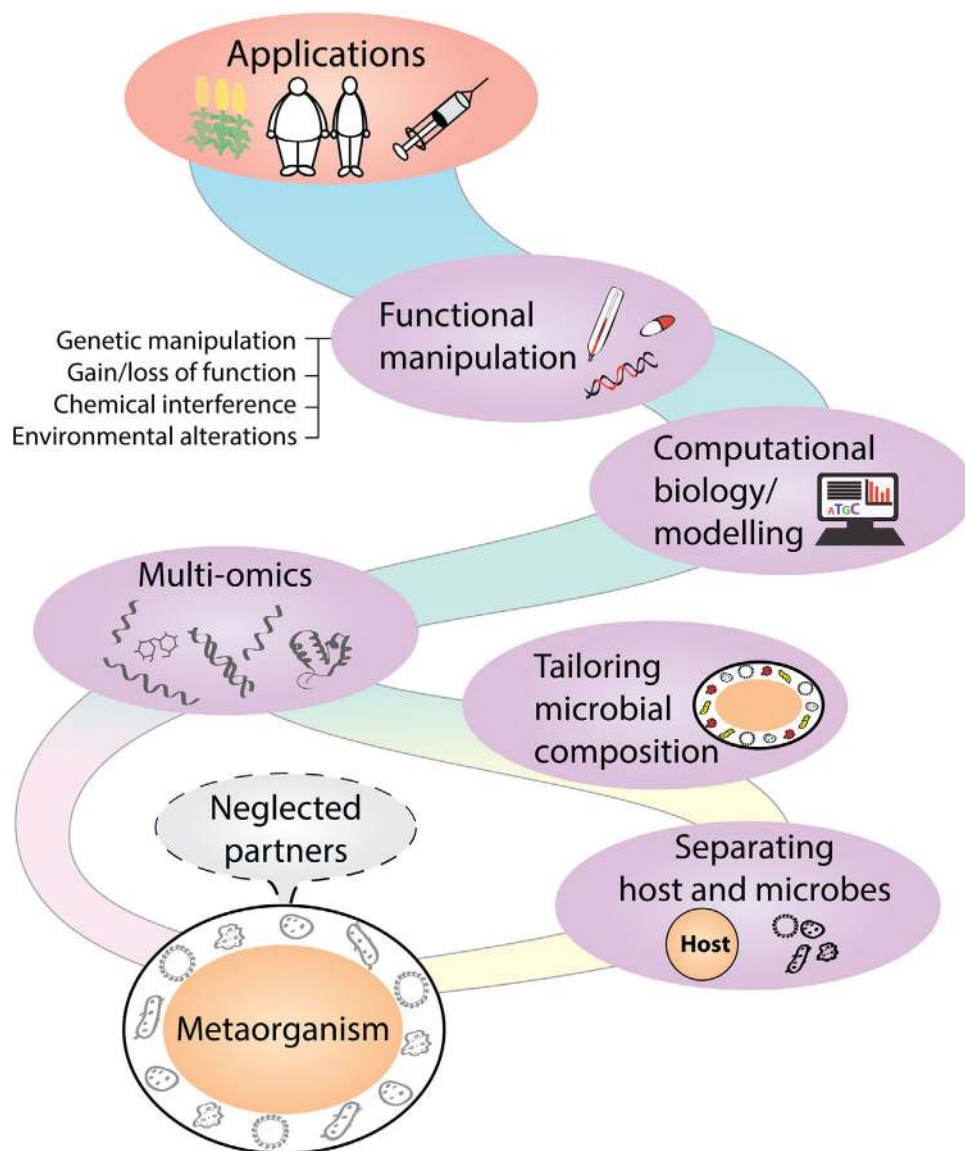 Applications
Functional
manipulation
Genetic manipulation
Gain/loss of function
Chemical interference
Environmental alterations
Computational
biology/
modelling
ATGC
Multi-omics
Tailoring
microbial
composition
Neglected
partners
Separating
host and microbes
Host
Metaorganism